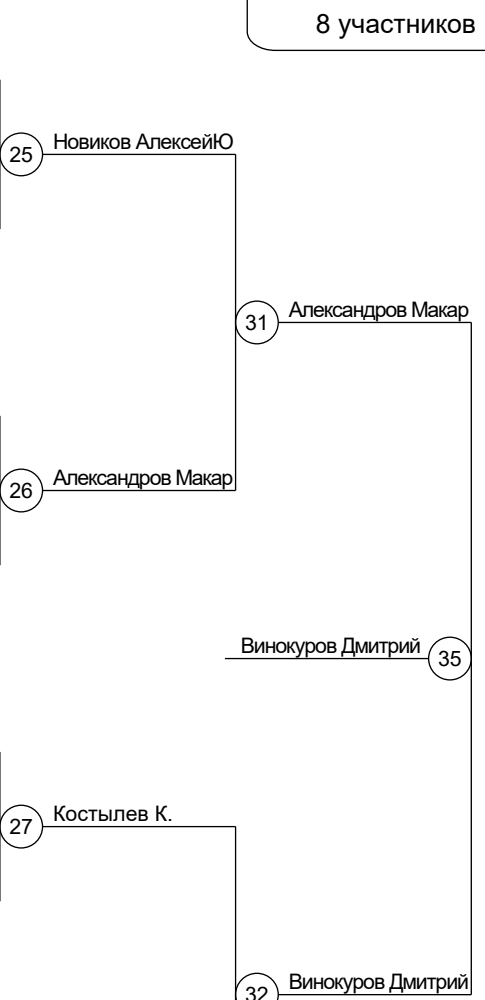 8 участников
25 Новиков АлексейЮ
31 Александров Макар
26 Александров Макар
Винокуров Дмитрий 35
27 Костылев К.
32 Винокуров Дмитрий